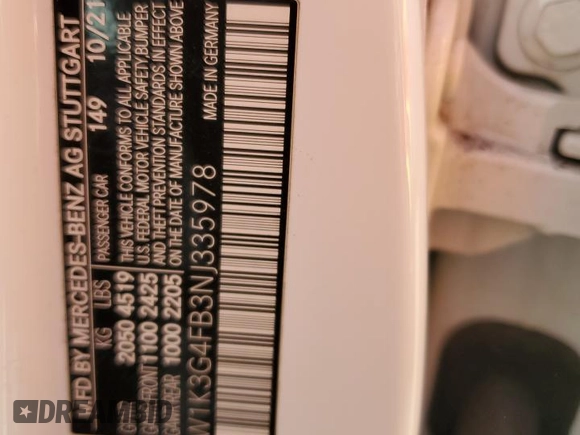 MFD BY MERCEDES-BENZ AG STUTTGART
PASSENGER CAR 149 10/21
KG LBS
2050 4519
FRONT 1100 2425
1000 2205
THIS VEHICLE CONFORMS TO ALL APPLICABLE
U.S. FEDERAL MOTOR VEHICLE SAFETY, BUMPER
AND THEFT PREVENTION STANDARDS IN EFFECT
ON THE DATE OF MANUFACTURE SHOWN ABOVE
W1K3G4FB3NJ335978
MADE IN GERMANY
DREAMBID